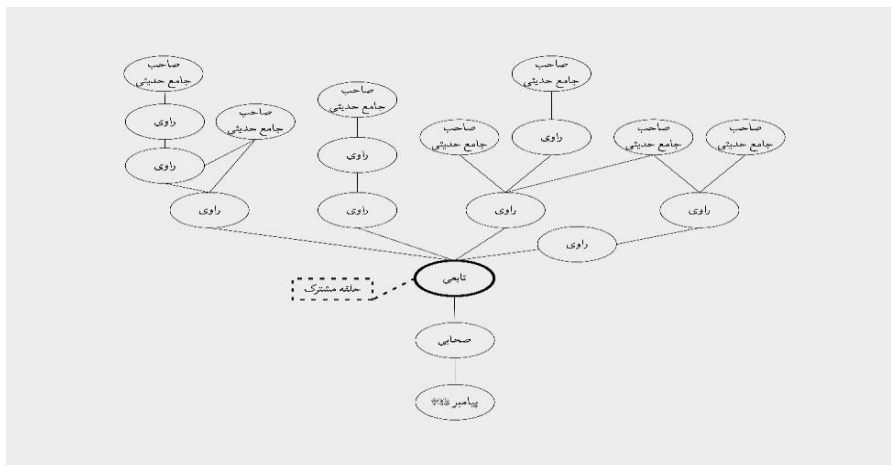 صاحب
جامع حدیثی
صاحب
جامع حدیثی
صاحب
جامع حدیثی
راوی
صاحب
جامع حدیثی
صاحب
جامع حدیثی
راوی
صاحب
جامع حدیثی
صاحب
جامع حدیثی
راوی
راوی
راوی
راوی
راوی
راوی
راوی
تابعی
حلقه مشترک
صحابی
پیامبر